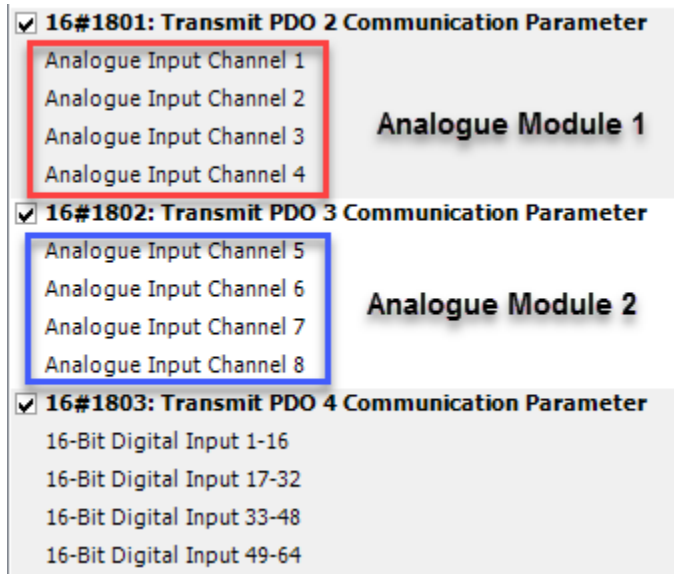 16#1801: Transmit PDO 2 Communication Parameter
Analogue Input Channel 1
Analogue Input Channel 2
Analogue Input Channel 3
Analogue Module 1
Analogue Input Channel 4
16#1802: Transmit PDO 3 Communication Parameter
Analogue Input Channel 5
Analogue Input Channel 6
Analogue Module 2
Analogue Input Channel 7
Analogue Input Channel 8
16#1803: Transmit PDO 4 Communication Parameter
16-Bit Digital Input 1-16
16-Bit Digital Input 17-32
16-Bit Digital Input 33-48
16-Bit Digital Input 49-64